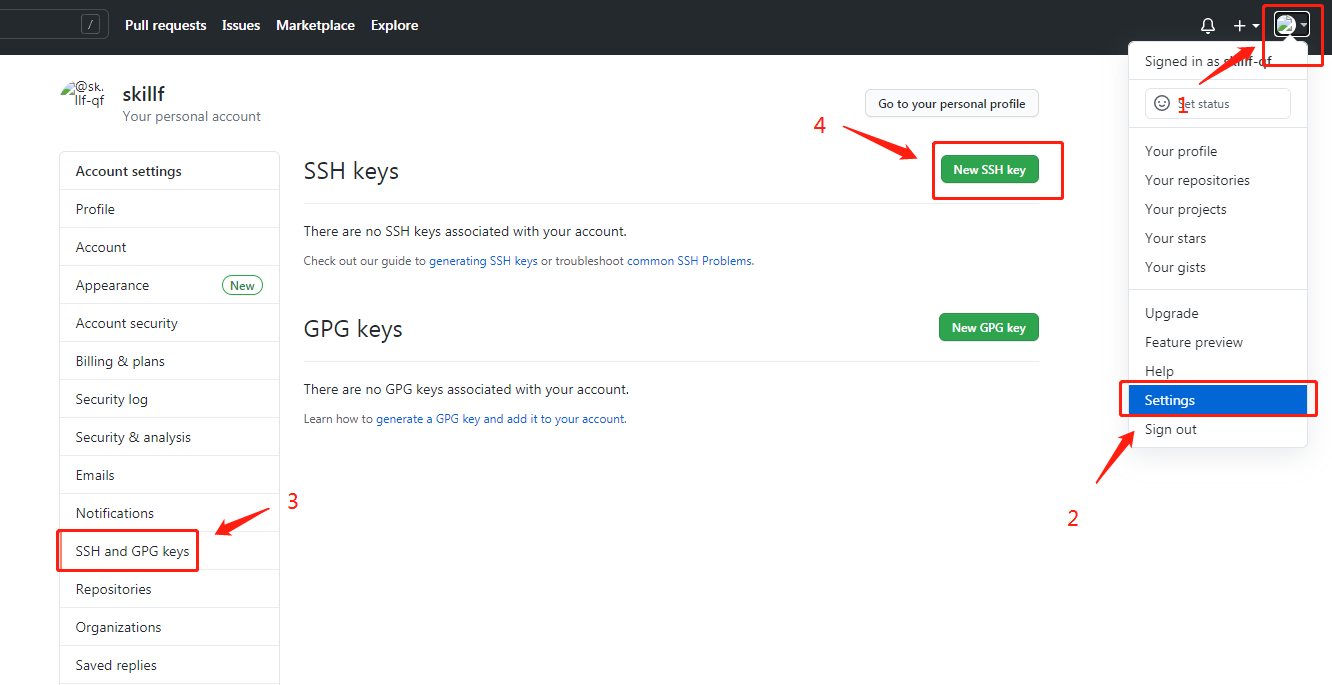 / Pull requests Issues Marketplace Explore
Signed in as skillf-qf
1
Set status
@sk.
llf-qf
skillf
Your personal account
Go to your personal profile
4
Your profile
Your repositories
Your projects
Your stars
Your gists
Upgrade
Feature preview
Help
Settings
Sign out
2
Account settings
Profile
Account
Appearance New
Account security
Billing & plans
Security log
Security & analysis
Emails
Notifications
SSH and GPG keys
Repositories
Organizations
Saved replies
3
SSH keys
New SSH key
There are no SSH keys associated with your account.
Check out our guide to generating SSH keys or troubleshoot common SSH Problems.
GPG keys
New GPG key
There are no GPG keys associated with your account.
Learn how to generate a GPG key and add it to your account.